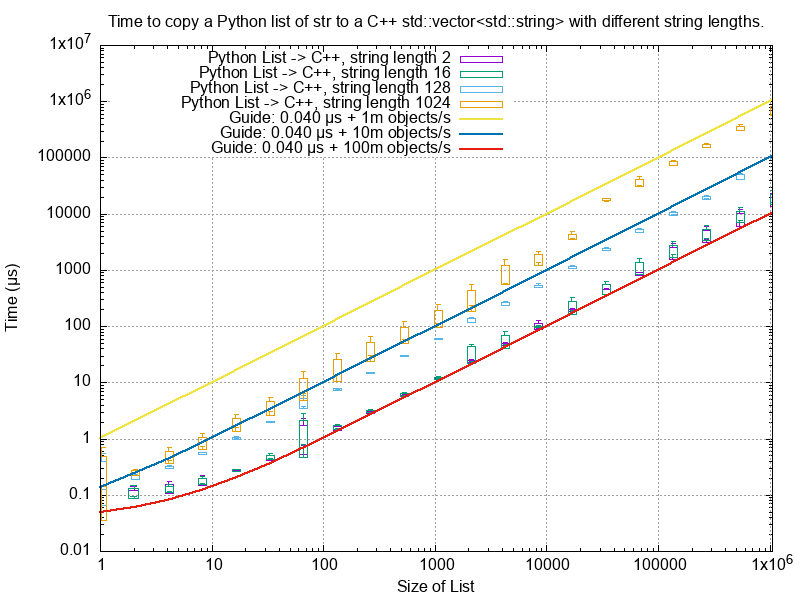 Time to copy a Python list of str to a C++ std::vector<std::string> with different string lengths.
1x10^7
Python List -> C++, string length 2
Python List -> C++, string length 16
Python List -> C++, string length 128
Python List -> C++, string length 1024
Guide: 0.040 µs + 1m objects/s
Guide: 0.040 µs + 10m objects/s
Guide: 0.040 µs + 100m objects/s
1x10^6
100000
10000
1000
100
10
1
0.1
0.01
Time (µs)
1 10 100 1000 10000 100000 1x10^6
Size of List